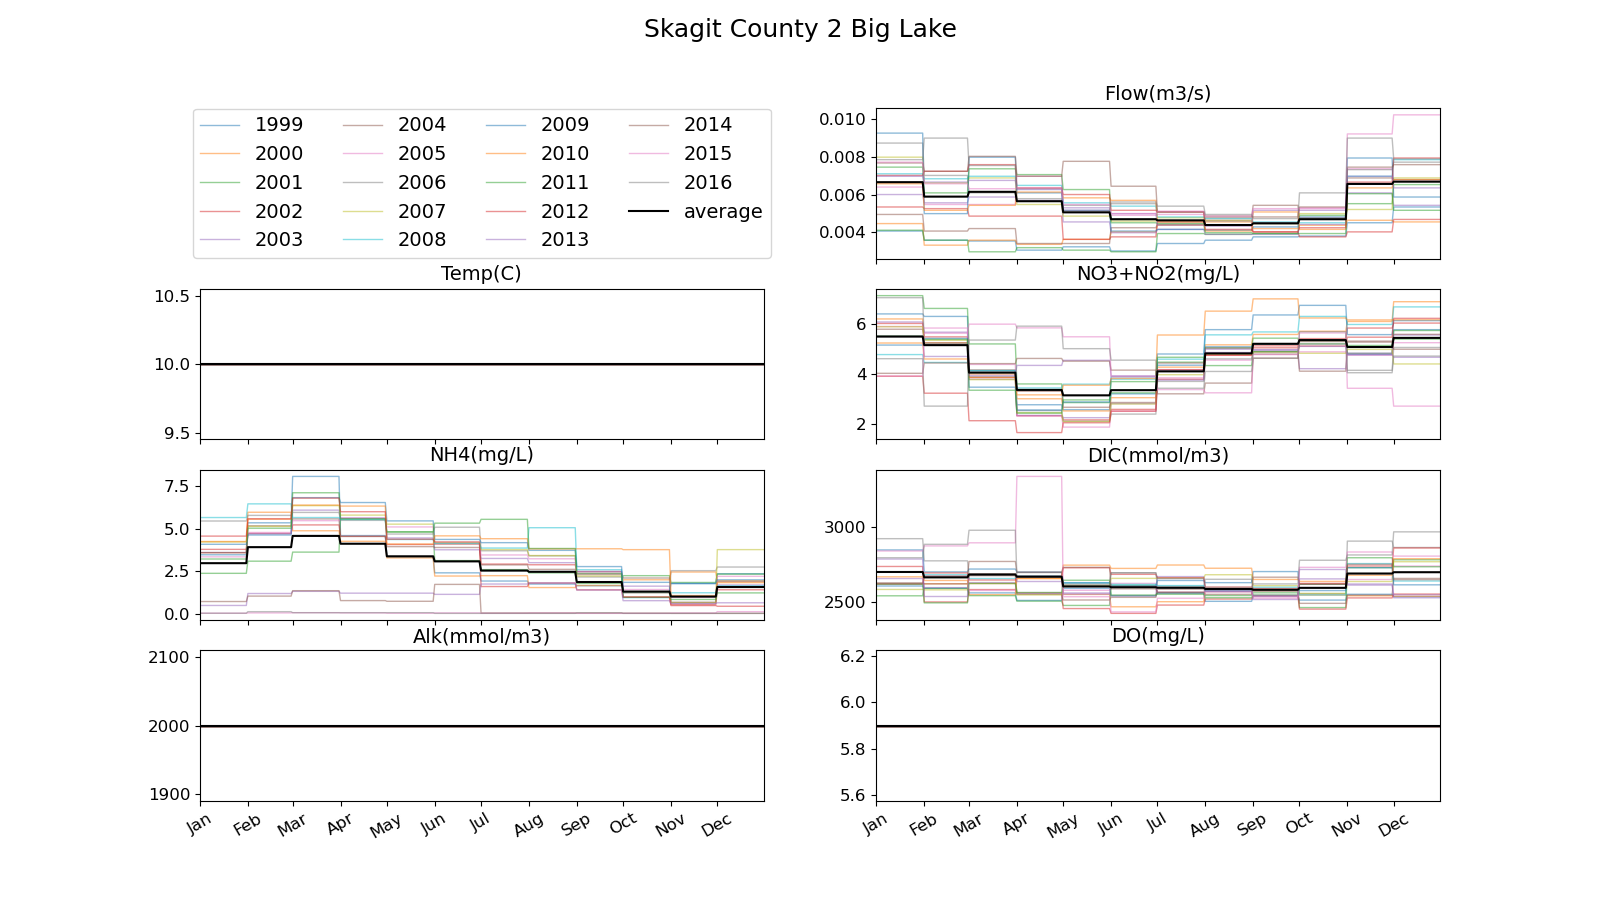 Skagit County 2 Big Lake
1999 2004 2009 2014
2000 2005 2010 2015
2001 2006 2011 2016
2002 2007 2012 average
2003 2008 2013
Flow(m3/s)
0.010
0.008
0.006
0.004
Temp(C)
10.5
10.0
9.5
NO3+NO2(mg/L)
6
4
2
NH4(mg/L)
7.5
5.0
2.5
0.0
DIC(mmol/m3)
3000
2500
Alk(mmol/m3)
2100
2000
1900
Jan Feb Mar Apr May Jun Jul Aug Sep Oct Nov Dec
DO(mg/L)
6.2
6.0
5.8
5.6
Jan Feb Mar Apr May Jun Jul Aug Sep Oct Nov Dec